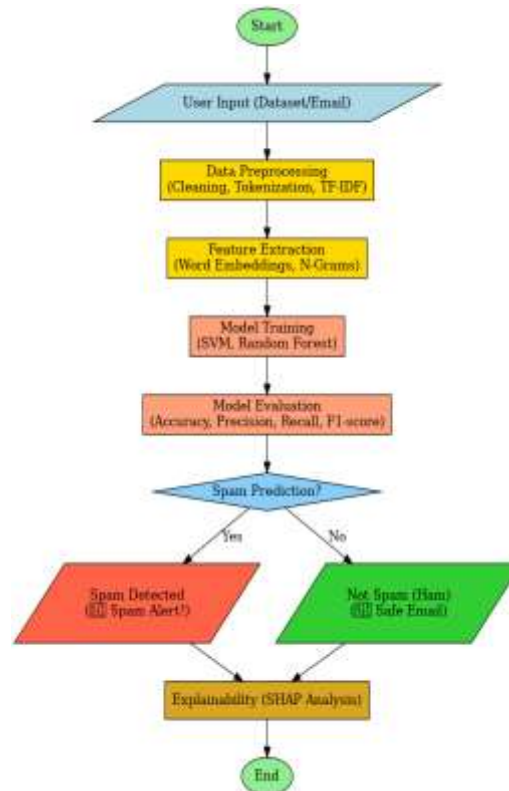 Start
User Input (Dataset/Email)
Data Preprocessing
(Cleaning, Tokenization, TF-IDF)
Feature Extraction
(Word Embeddings, N-Grams)
Model Training
(SVM, Random Forest)
Model Evaluation
(Accuracy, Precision, Recall, F1-score)
Spam Prediction?
Yes
No
Spam Detected
( Spam Alert!)
Not Spam (Ham)
( Safe Email)
Explainability (SHAP Analysis)
End